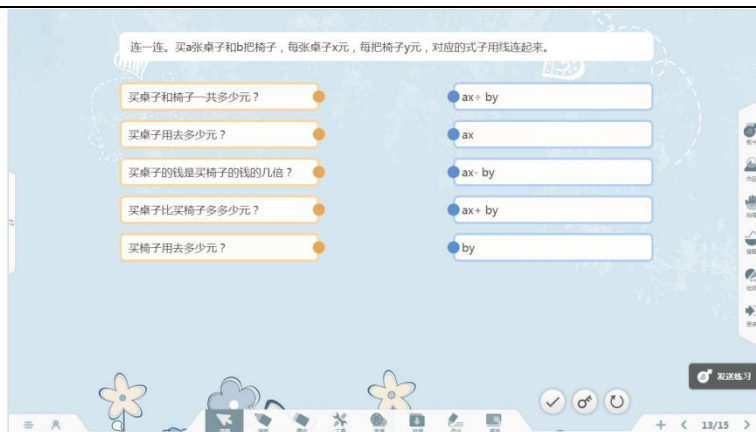 连一连。买a张桌子和b把椅子，每张桌子x元，每把椅子y元，对应的式子用线连起来。
买桌子和椅子一共多少元？
ax÷ by
买桌子用去多少元？
ax
买桌子的钱是买椅子的钱的几倍？
ax- by
买桌子比买椅子多多少元？
ax+ by
买椅子用去多少元？
by
发送练习
13/15